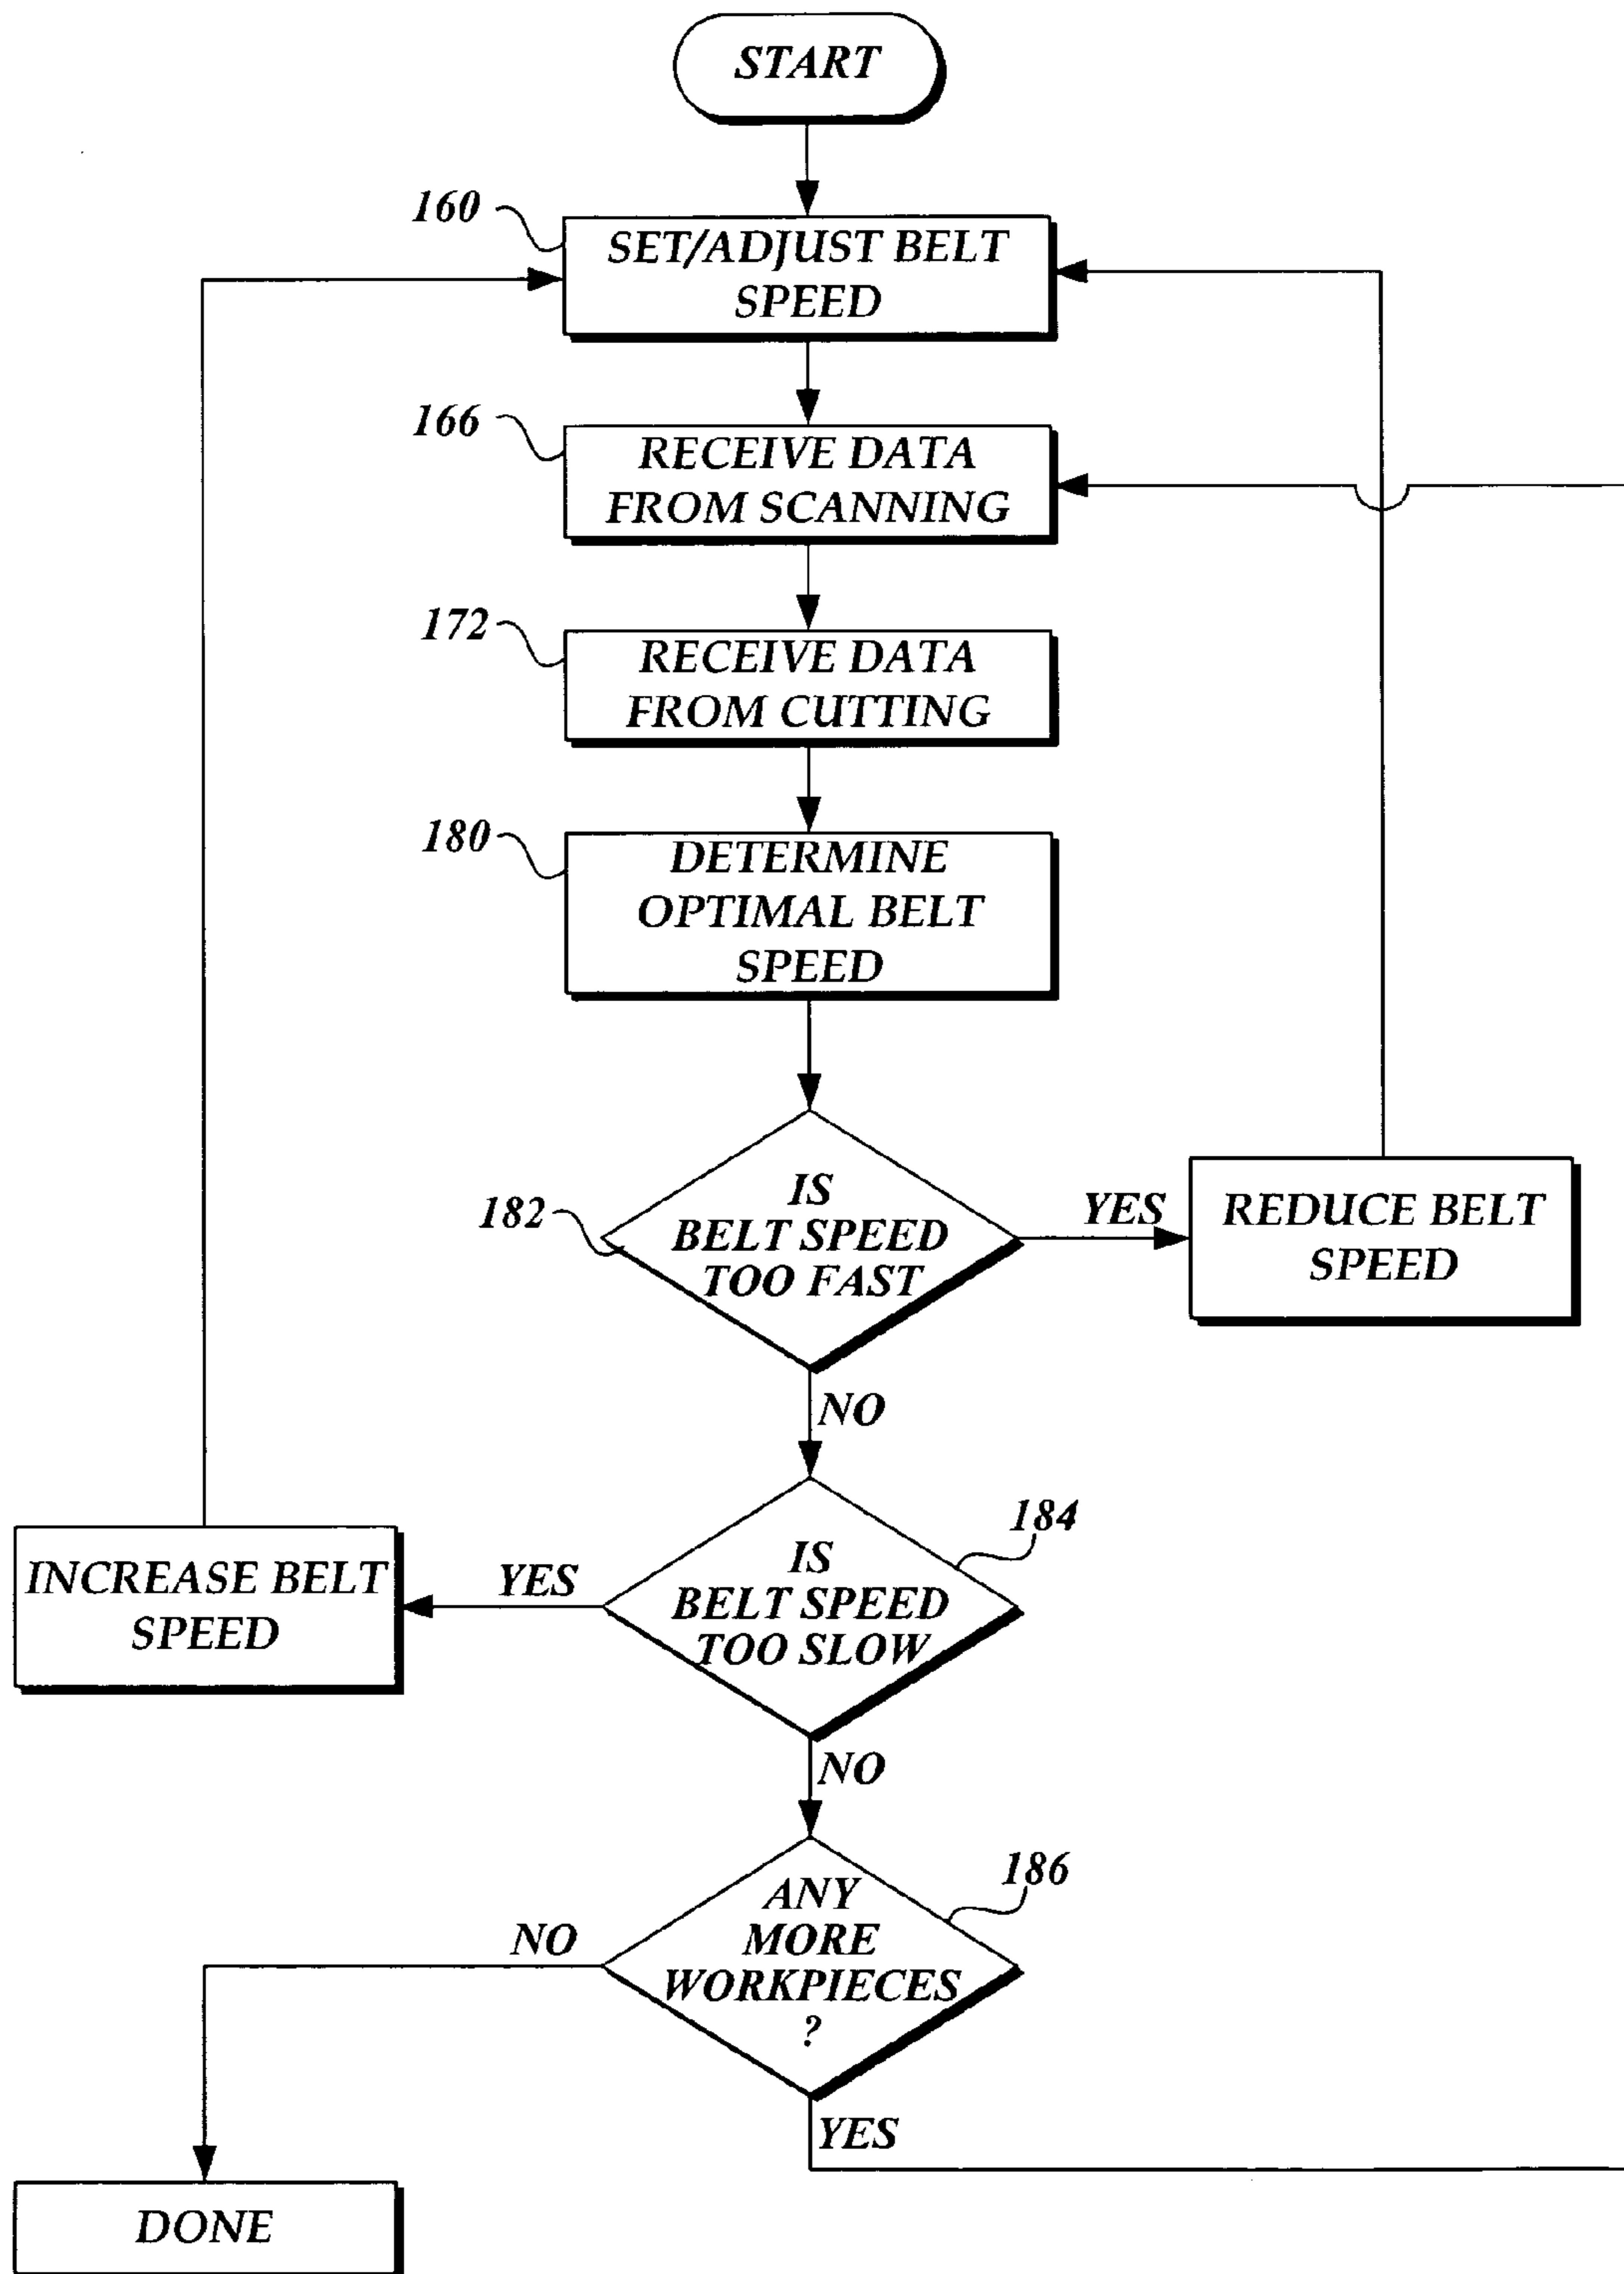 START
160
SET/ADJUST BELT
SPEED
166
RECEIVE DATA
FROM SCANNING
172
RECEIVE DATA
FROM CUTTING
180
DETERMINE
OPTIMAL BELT
SPEED
182
IS
BELT SPEED
TOO FAST
YES
REDUCE BELT
SPEED
NO
184
IS
BELT SPEED
TOO SLOW
YES
INCREASE BELT
SPEED
NO
186
ANY
MORE
WORKPIECES
?
NO
YES
DONE